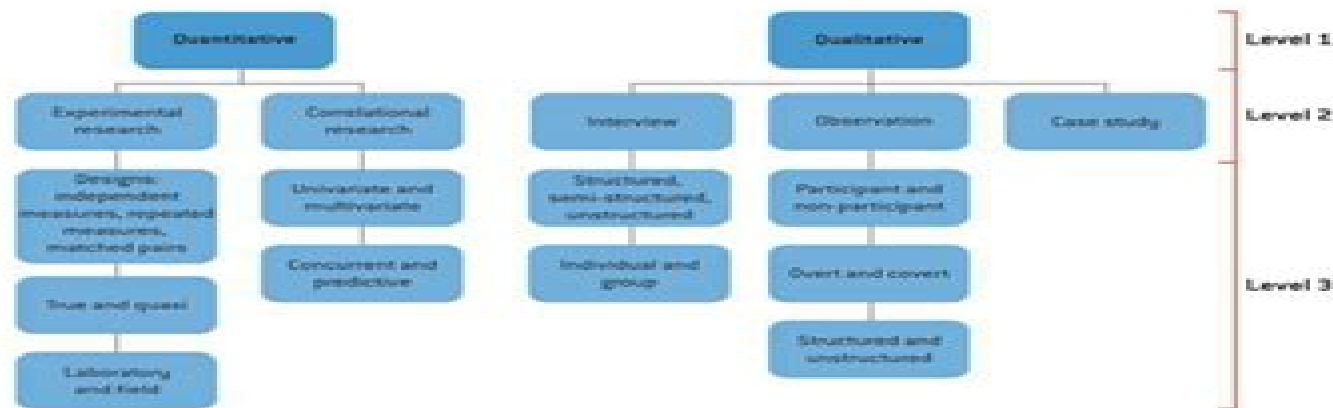 Quantitative
Qualitative
Level 1
Experimental
research
Correlational
research
Interview
Observation
Case study
Level 2
Designs:
independent
measures, repeated
measures,
matched pairs
Univariate and
multivariate
Structured,
semi-structured,
unstructured
Participant and
non-participant
Concurrent and
predictive
Individual and
group
Overt and covert
Level 3
True and quasi
Structured and
unstructured
Laboratory
and field